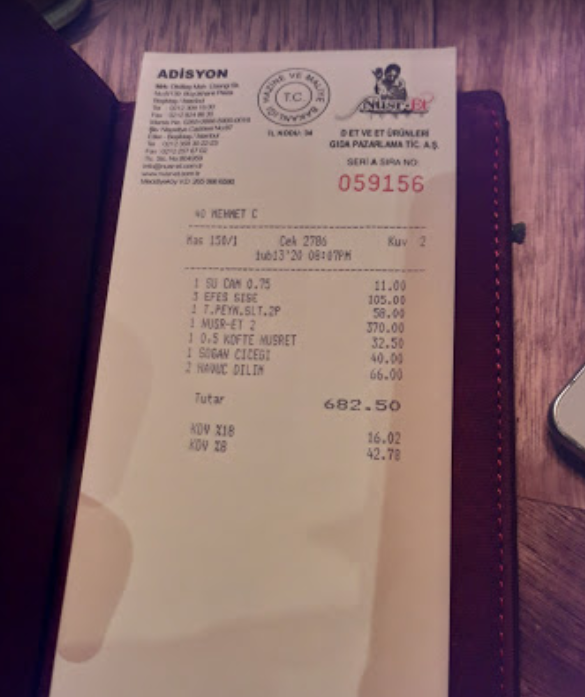 ADİSYON
HAZİNE VE MALİYE BAKANLIĞI
T.C.
İL KODU: 34
Nusr-Et
D ET VE ET ÜRÜNLERİ
GIDA PAZARLAMA TİC. A.Ş.
SERİ A SIRA NO:
059156
40 MEHMET C
Mas 150/1 Cek 2786 Kuv 2
Sub13'20 08:07PM
1 SU CAM 0.75 11.00
3 EFES SISE 105.00
1 T.PEYN.SLT.2P 58.00
1 NUSR-ET 2 370.00
1 0,5 KOFTE NUSRET 32.50
1 SOGAN CICEGI 40.00
2 HAVUC DILIM 66.00
Tutar 682.50
KDV %18 16.02
KDV %8 42.78